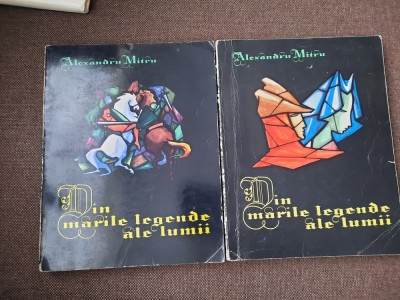 Alexandru Mitru
Din
marile legende
ale lumii
Alexandru Mitru
Din
marile legende
ale lumii